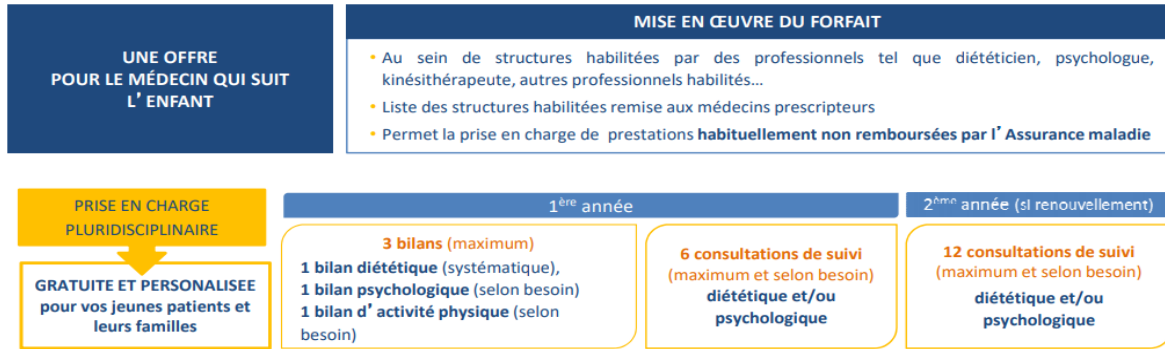 UNE OFFRE
POUR LE MÉDECIN QUI SUIT
L’ ENFANT
MISE EN ŒUVRE DU FORFAIT
• Au sein de structures habilitées par des professionnels tel que diététicien, psychologue,
kinésithérapeute, autres professionnels habilités…
• Liste des structures habilitées remise aux médecins prescripteurs
• Permet la prise en charge de prestations habituellement non remboursées par l’ Assurance maladie
PRISE EN CHARGE
PLURIDISCIPLINAIRE
GRATUITE ET PERSONALISEE
pour vos jeunes patients et
leurs familles
1ère année
3 bilans (maximum)
1 bilan diététique (systématique),
1 bilan psychologique (selon besoin)
1 bilan d’ activité physique (selon
besoin)
6 consultations de suivi
(maximum et selon besoin)
diététique et/ou
psychologique
2ème année (si renouvellement)
12 consultations de suivi
(maximum et selon besoin)
diététique et/ou
psychologique